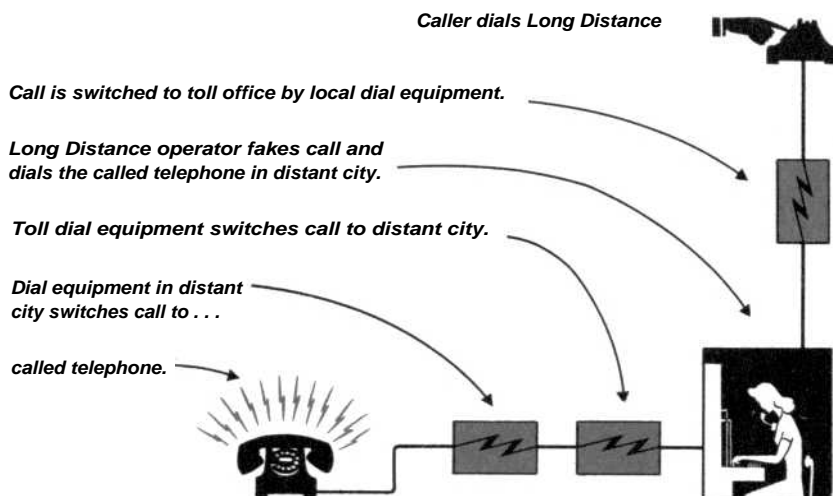 Caller dials Long Distance
Call is switched to toll office by local dial equipment.
Long Distance operator fakes call and
dials the called telephone in distant city.
Toll dial equipment switches call to distant city.
Dial equipment in distant
city switches call to . . .
called telephone.